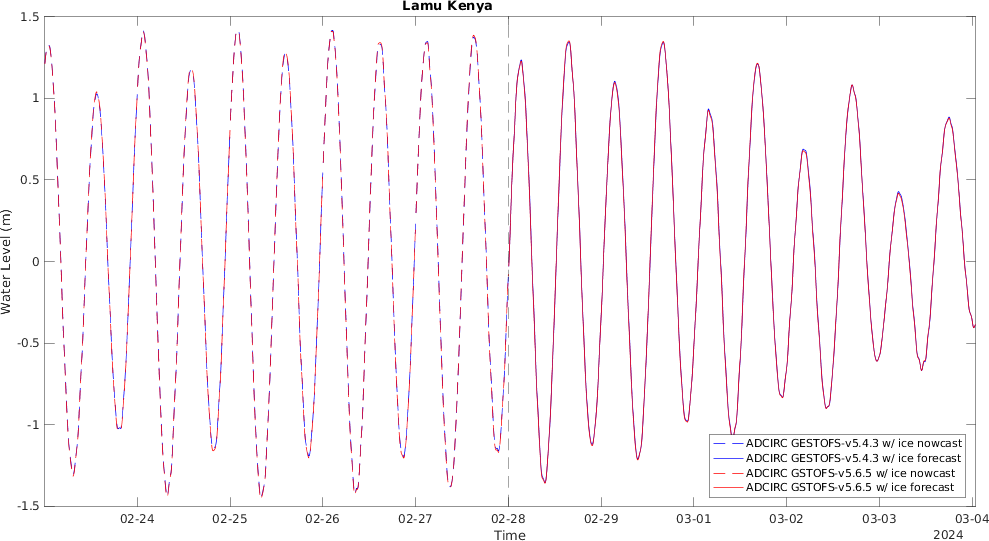 Lamu Kenya
1.5
1
0.5
0
-0.5
-1
-1.5
Water Level (m)
02-24 02-25 02-26 02-27 02-28 02-29 03-01 03-02 03-03 03-04
Time
2024
ADCIRC GESTOFS-v5.4.3 w/ ice nowcast
ADCIRC GESTOFS-v5.4.3 w/ ice forecast
ADCIRC GSTOFS-v5.6.5 w/ ice nowcast
ADCIRC GSTOFS-v5.6.5 w/ ice forecast